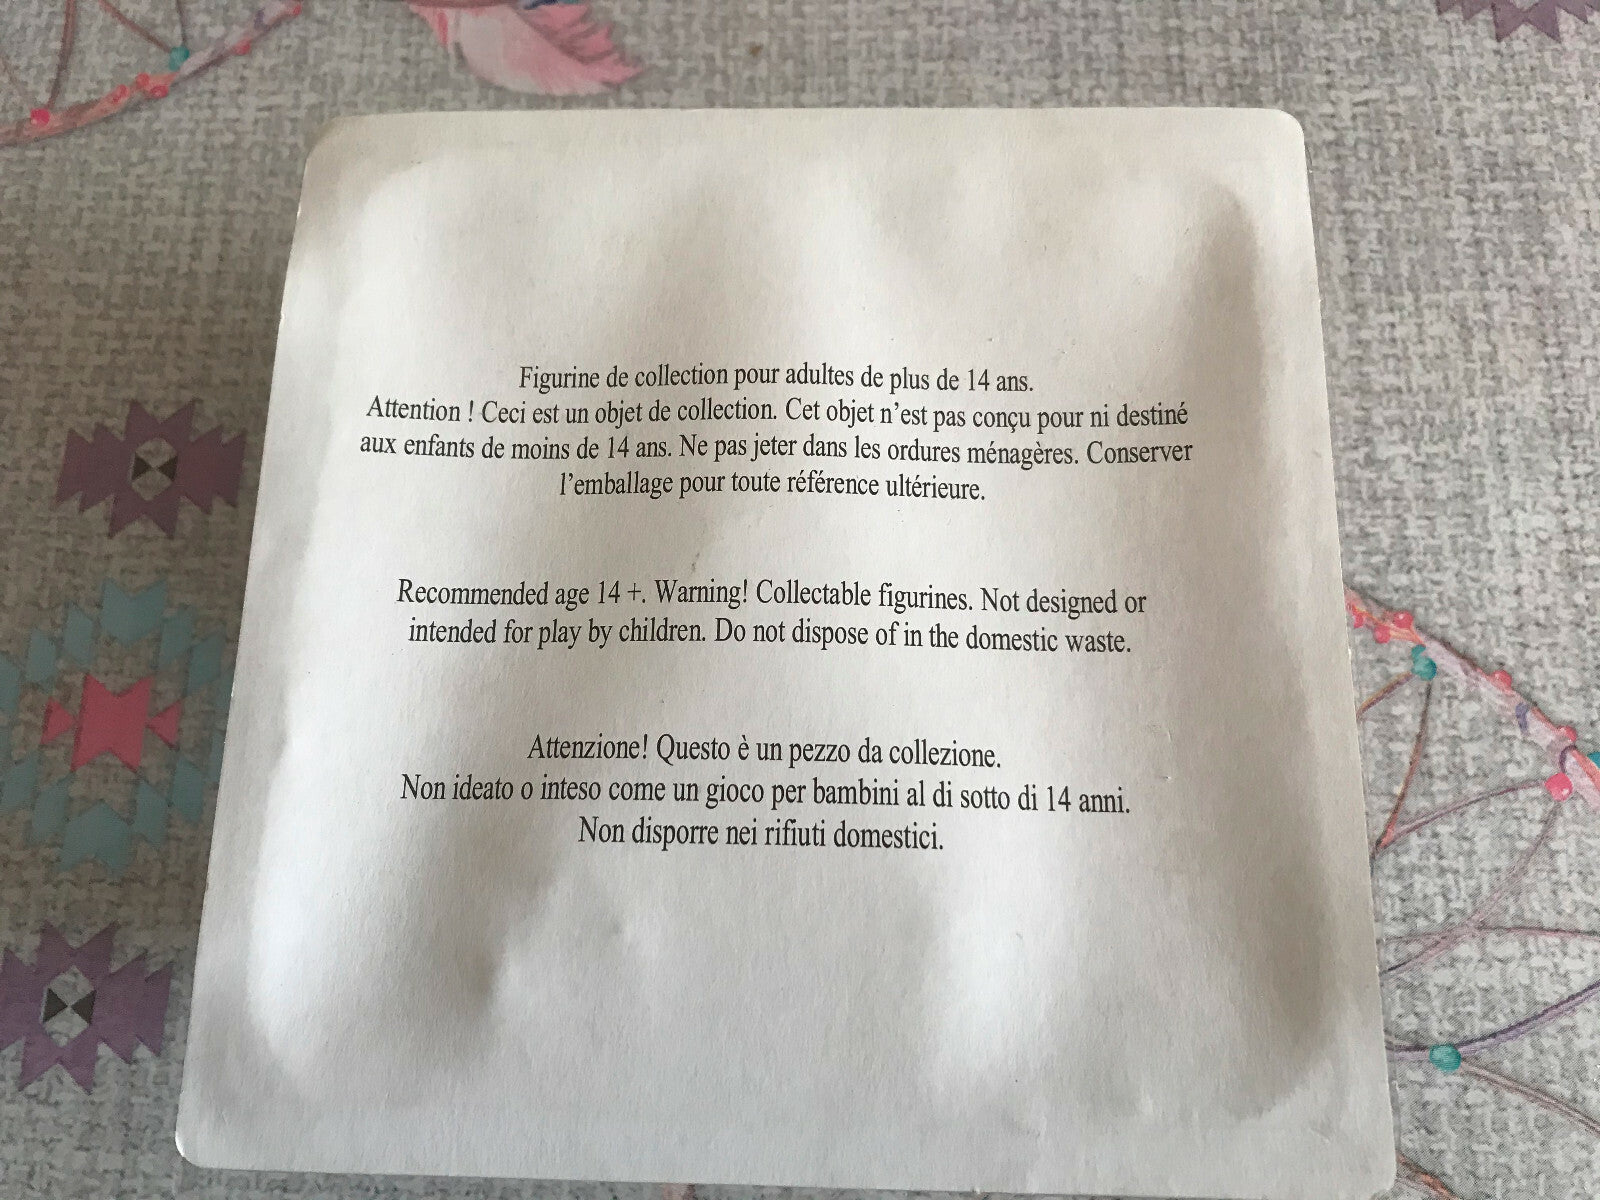 Figurine de collection pour adultes de plus de 14 ans.
Attention ! Ceci est un objet de collection. Cet objet n’est pas conçu pour ni destiné
aux enfants de moins de 14 ans. Ne pas jeter dans les ordures ménagères. Conserver
l’emballage pour toute référence ultérieure.
Recommended age 14 +. Warning! Collectable figurines. Not designed or
intended for play by children. Do not dispose of in the domestic waste.
Attenzione! Questo è un pezzo da collezione.
Non ideato o inteso come un gioco per bambini al di sotto di 14 anni.
Non disporre nei rifiuti domestici.